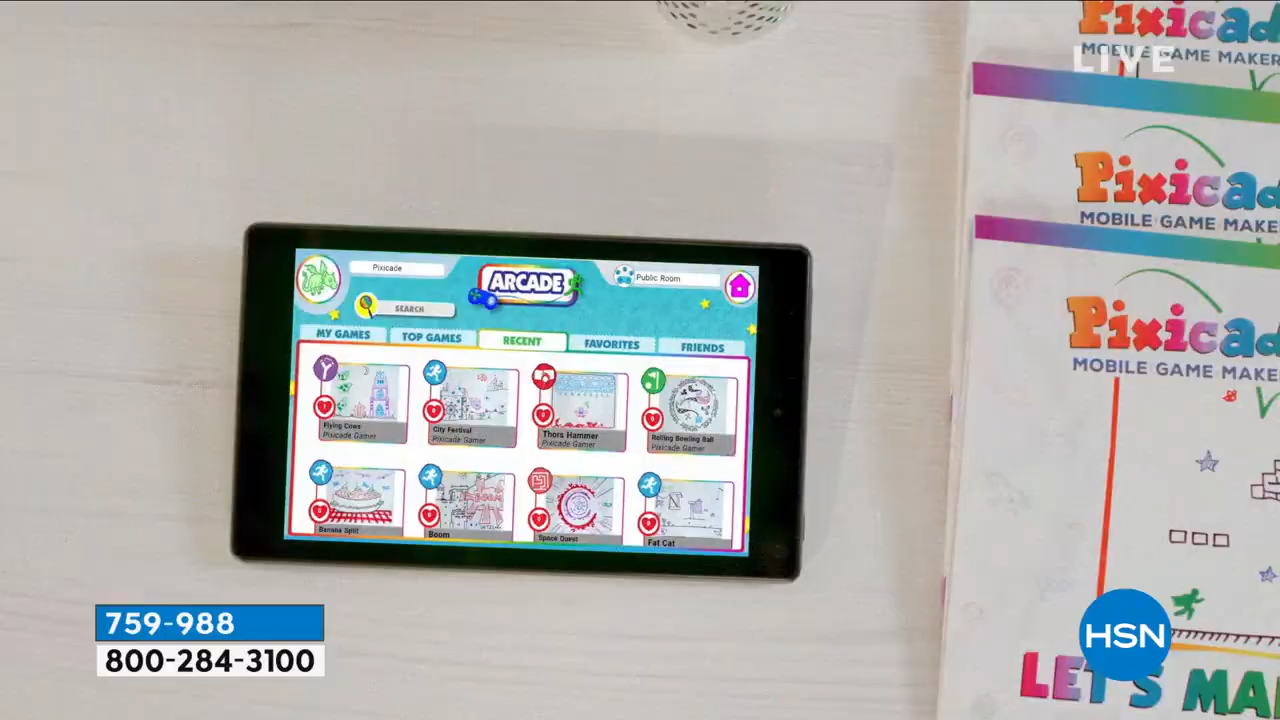 Pixicad
MOBILE GAME MAKER
LIVE
Pixicad
MOBILE GAME MAKER
Pixicad
MOBILE GAME MAKE
Pixicade
ARCADE
Public Room
SEARCH
MY GAMES
TOP GAMES
RECENT
FAVORITES
FRIENDS
Flying Cows
Pixicade Gamer
City Festival
Pixicade Gamer
Thors Hammer
Pixicade Gamer
Rolling Bowling Ball
Pixicade Gamer
Banana Split
Boom
Space Quest
Fat Cat
759-988
800-284-3100
HSN
LET'S MA